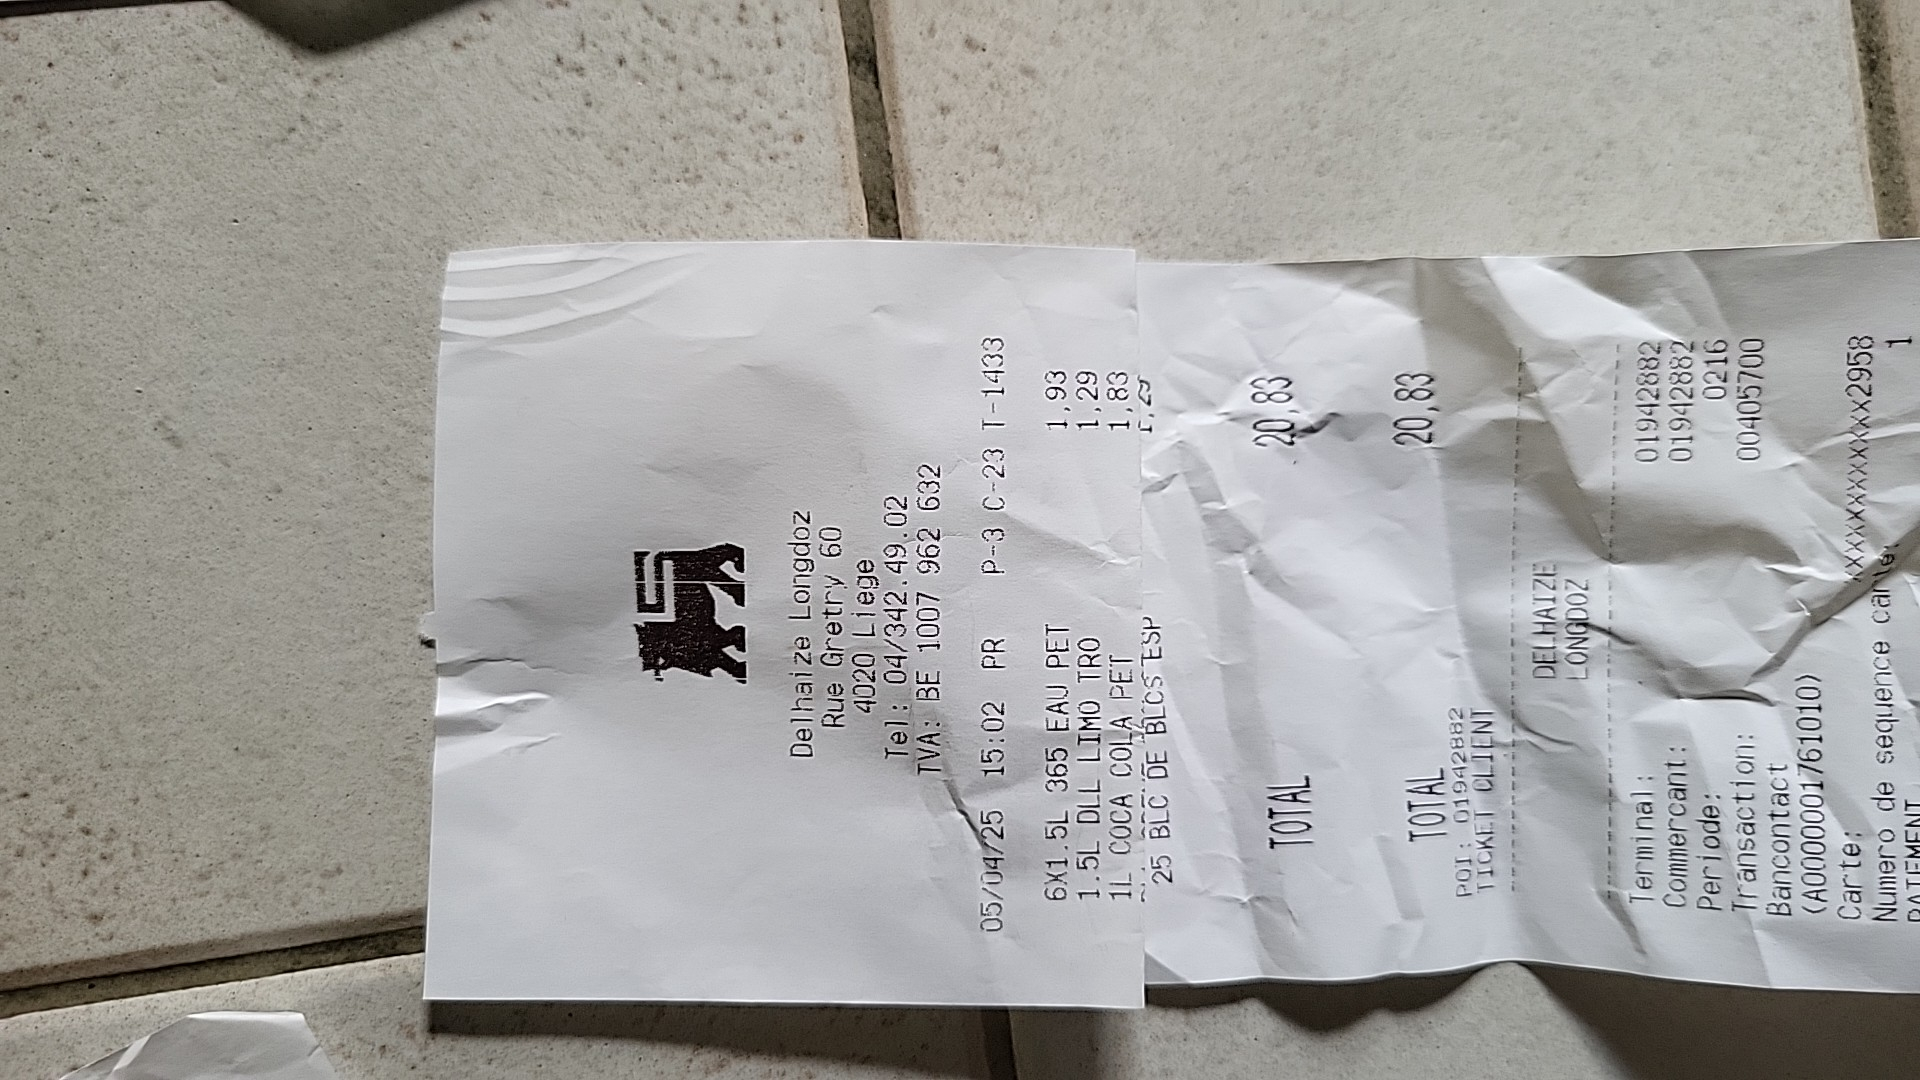 Delhaize Longdoz
Rue Gretry 60
4020 Liege
Tel: 04/342.49.02
TVA: BE 1007 962 632
05/04/25 15:02 PR P-3 C-23 T-1433
6X1.5L 365 EAU PET 1,93
1.5L DLL LIMO TRO 1,29
1L COCA COLA PET 1,83
25 BLC DE BLCS ESP
TOTAL 20,83
TOTAL 20,83
POI: 01942882
TICKET CLIENT
DELHAIZE
LONGDOZ
Terminal: 01942882
Commercant: 01942882
Periode: 0216
Transaction: 00405700
Bancontact
(A0000001761010)
Carte: xxxxxxxxxxxxx2958
Numero de sequence carte: 1
PAIEMENT